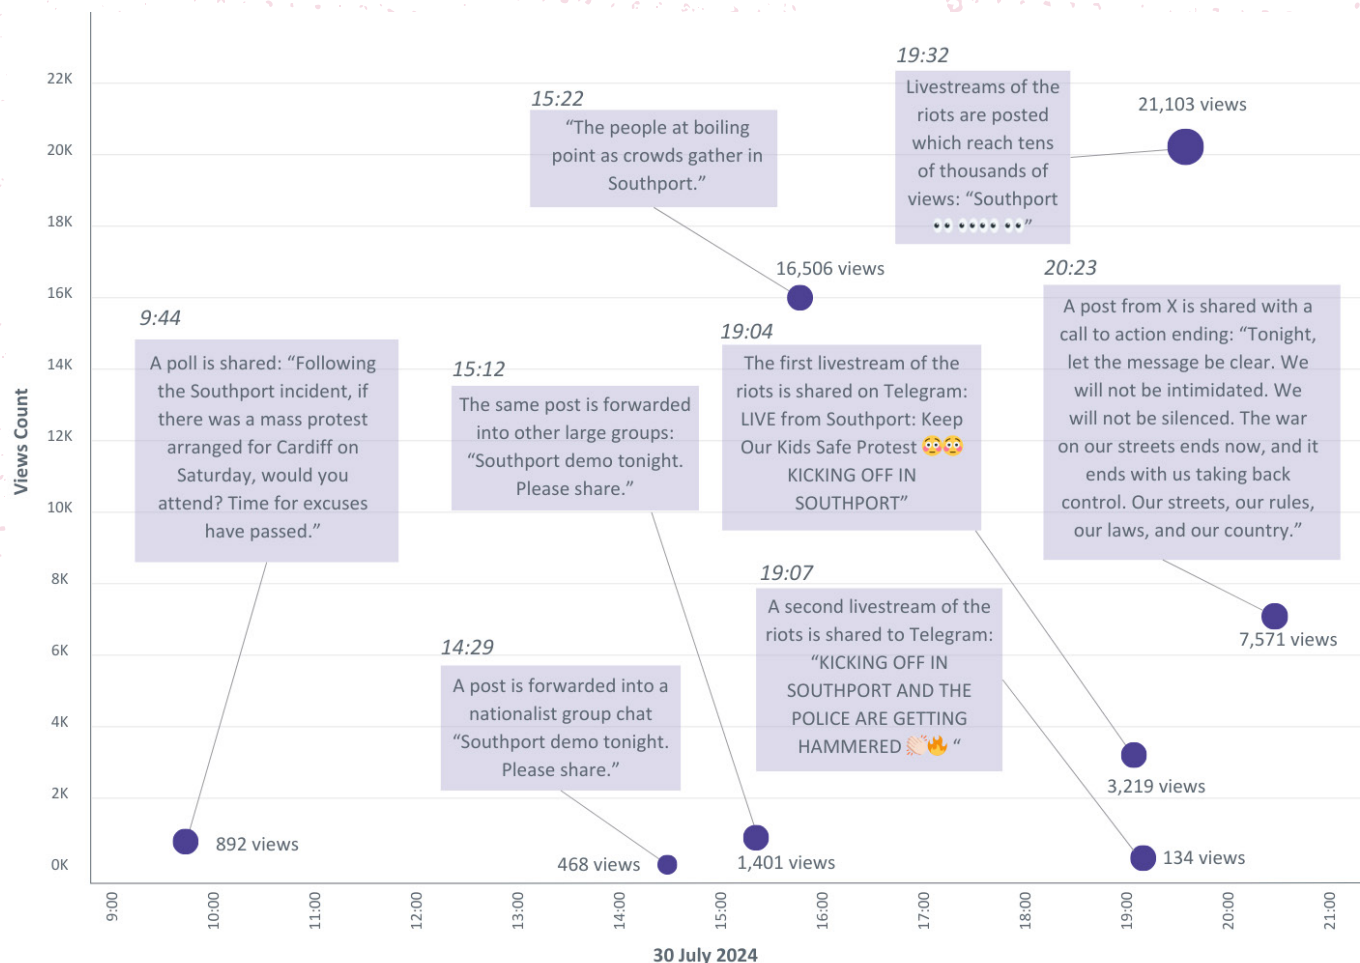 22K
20K
18K
16K
14K
12K
10K
8K
6K
4K
2K
0K
Views Count
9:44
A poll is shared: “Following
the Southport incident, if
there was a mass protest
arranged for Cardiff on
Saturday, would you
attend? Time for excuses
have passed.”
892 views
14:29
A post is forwarded into a
nationalist group chat
“Southport demo tonight.
Please share.”
468 views
15:12
The same post is forwarded
into other large groups:
“Southport demo tonight.
Please share.”
1,401 views
15:22
“The people at boiling
point as crowds gather in
Southport.”
16,506 views
19:04
The first livestream of the
riots is shared on Telegram:
LIVE from Southport: Keep
Our Kids Safe Protest 😳😳
KICKING OFF IN
SOUTHPORT”
3,219 views
19:07
A second livestream of the
riots is shared to Telegram:
“KICKING OFF IN
SOUTHPORT AND THE
POLICE ARE GETTING
HAMMERED 👏🏻🔥 “
134 views
19:32
Livestreams of the
riots are posted
which reach tens
of thousands of
views: “Southport
👀 👀👀 👀”
21,103 views
20:23
A post from X is shared with a
call to action ending: “Tonight,
let the message be clear. We
will not be intimidated. We
will not be silenced. The war
on our streets ends now, and it
ends with us taking back
control. Our streets, our rules,
our laws, and our country.”
7,571 views
9:00
10:00
11:00
12:00
13:00
14:00
15:00
16:00
17:00
18:00
19:00
20:00
21:00
30 July 2024